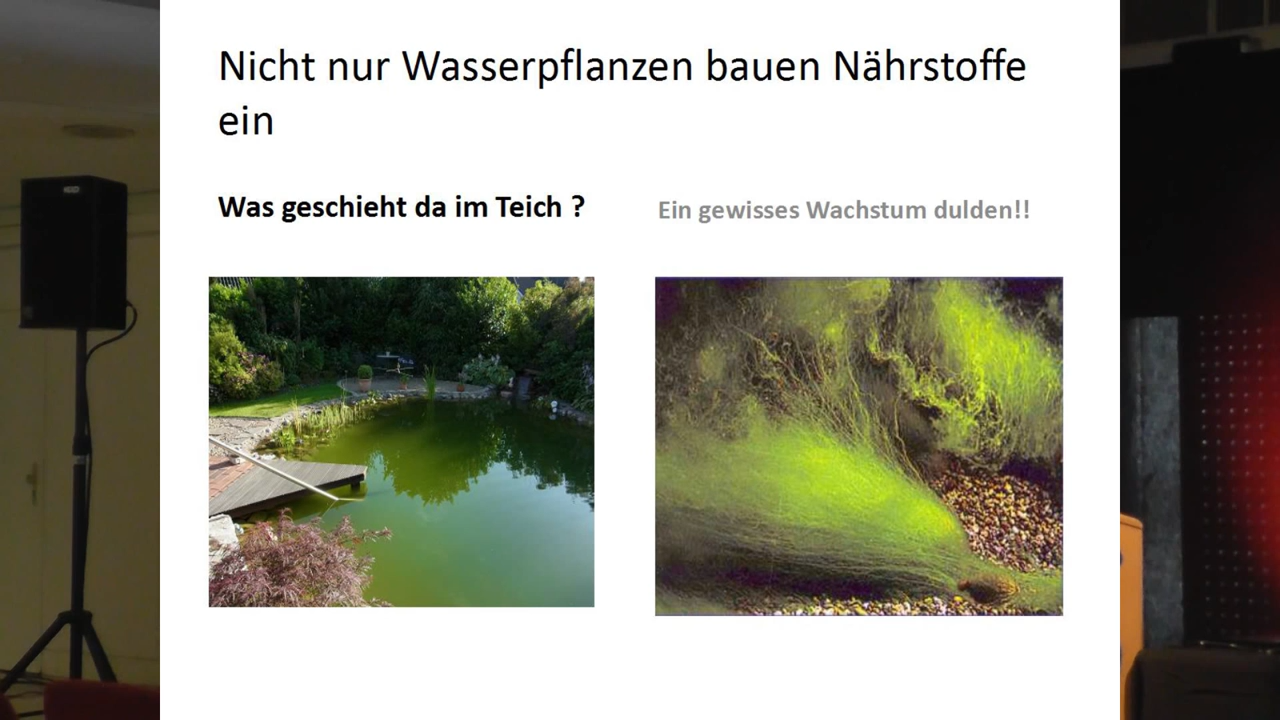 Nicht nur Wasserpflanzen bauen Nährstoffe
ein
Was geschieht da im Teich ?
Ein gewisses Wachstum dulden!!